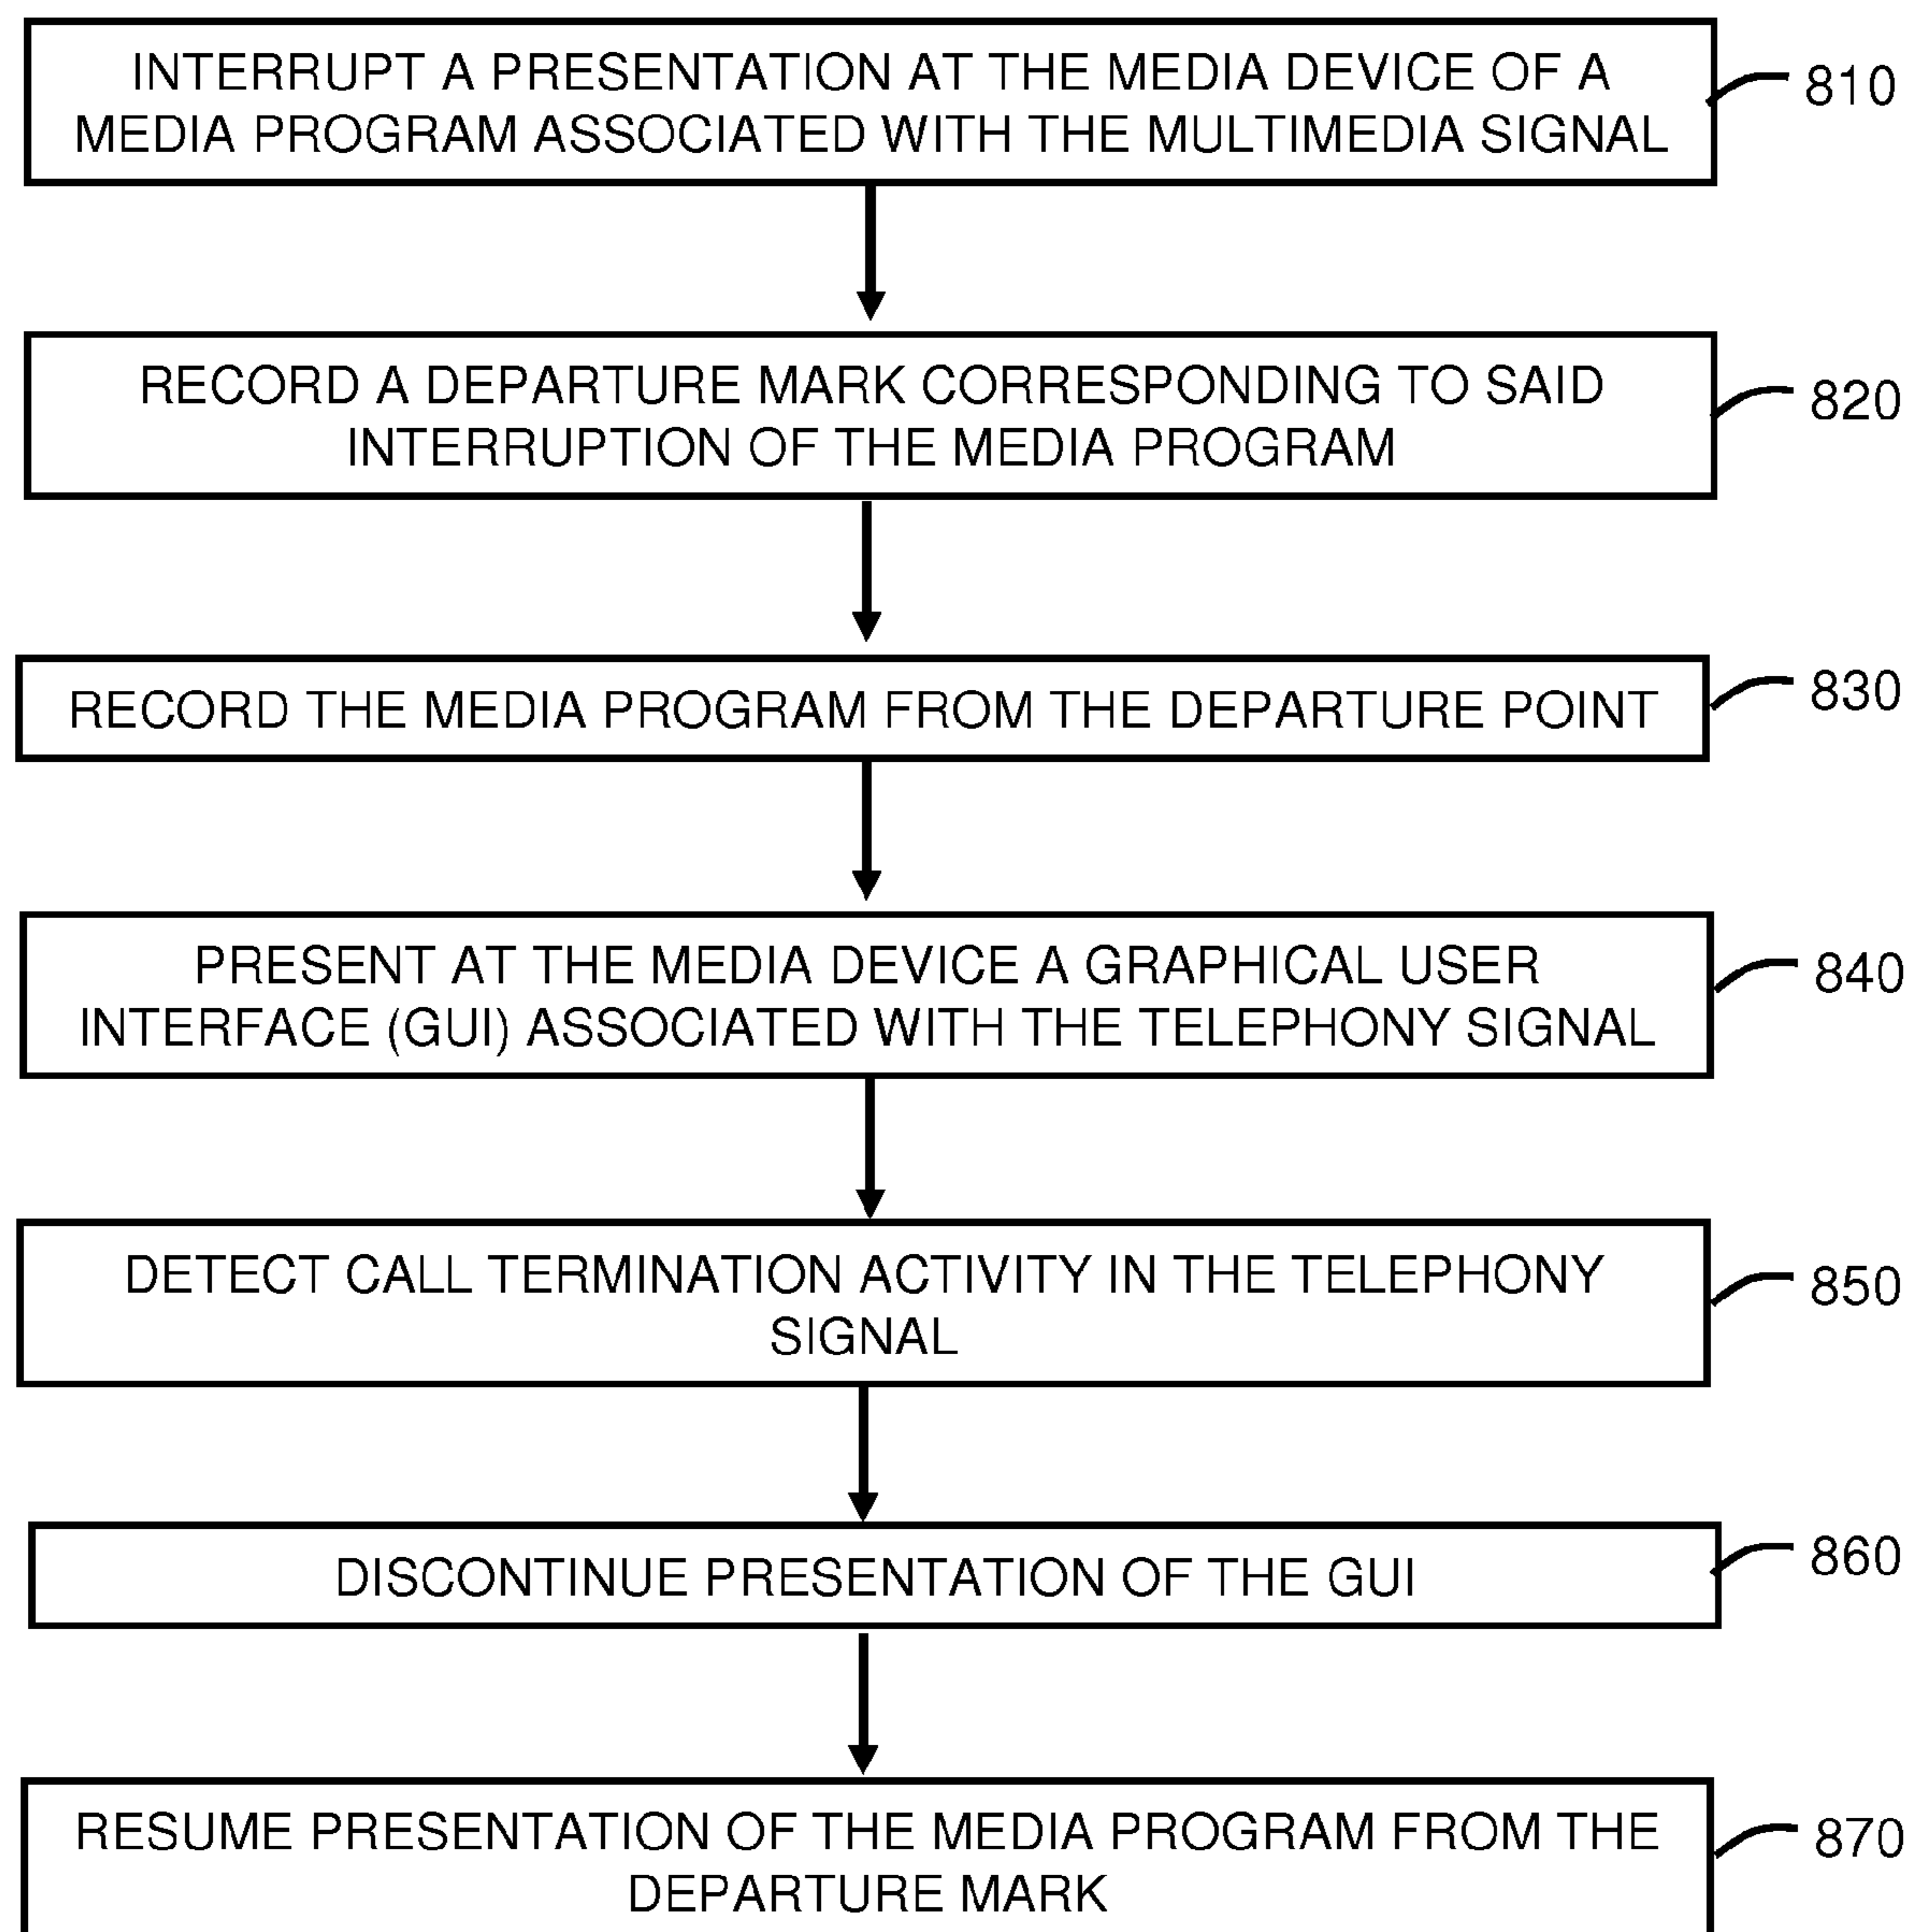 INTERRUPT A PRESENTATION AT THE MEDIA DEVICE OF A
MEDIA PROGRAM ASSOCIATED WITH THE MULTIMEDIA SIGNAL
810
RECORD A DEPARTURE MARK CORRESPONDING TO SAID
INTERRUPTION OF THE MEDIA PROGRAM
820
RECORD THE MEDIA PROGRAM FROM THE DEPARTURE POINT
830
PRESENT AT THE MEDIA DEVICE A GRAPHICAL USER
INTERFACE (GUI) ASSOCIATED WITH THE TELEPHONY SIGNAL
840
DETECT CALL TERMINATION ACTIVITY IN THE TELEPHONY
SIGNAL
850
DISCONTINUE PRESENTATION OF THE GUI
860
RESUME PRESENTATION OF THE MEDIA PROGRAM FROM THE
DEPARTURE MARK
870